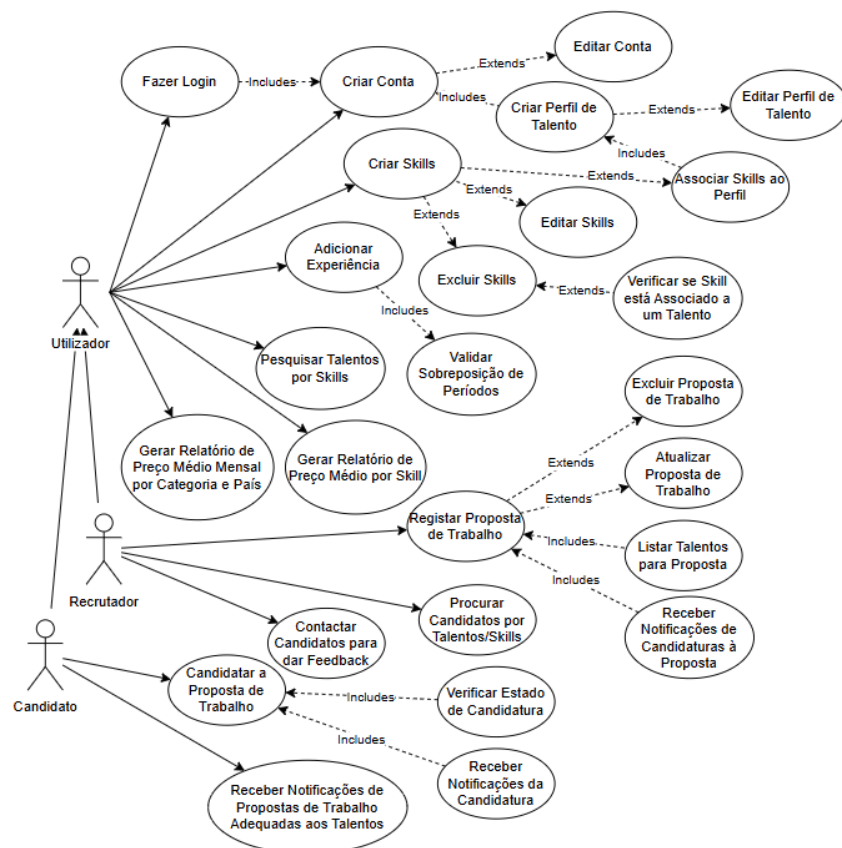 Editar Conta
Extends
Fazer Login
Includes
Criar Conta
Includes
Criar Perfil de
Talento
Extends
Editar Perfil de
Talento
Includes
Criar Skills
Extends
Associar Skills ao
Perfil
Extends
Extends
Editar Skills
Adicionar
Experiência
Excluir Skills
Extends
Verificar se Skill
está Associado a
um Talento
Includes
Utilizador
Pesquisar Talentos
por Skills
Validar
Sobreposição de
Períodos
Excluir Proposta
de Trabalho
Gerar Relatório de
Preço Médio Mensal
por Categoria e País
Gerar Relatório de
Preço Médio por Skill
Extends
Atualizar
Proposta de
Trabalho
Extends
Registar Proposta
de Trabalho
Includes
Listar Talentos
para Proposta
Recrutador
Includes
Contactar
Candidatos para
dar Feedback
Procurar
Candidatos por
Talentos/Skills
Receber
Notificações de
Candidaturas à
Proposta
Candidato
Candidatar a
Proposta de
Trabalho
Includes
Verificar Estado
de Candidatura
Includes
Receber
Notificações da
Candidatura
Receber Notificações de
Propostas de Trabalho
Adequadas aos Talentos